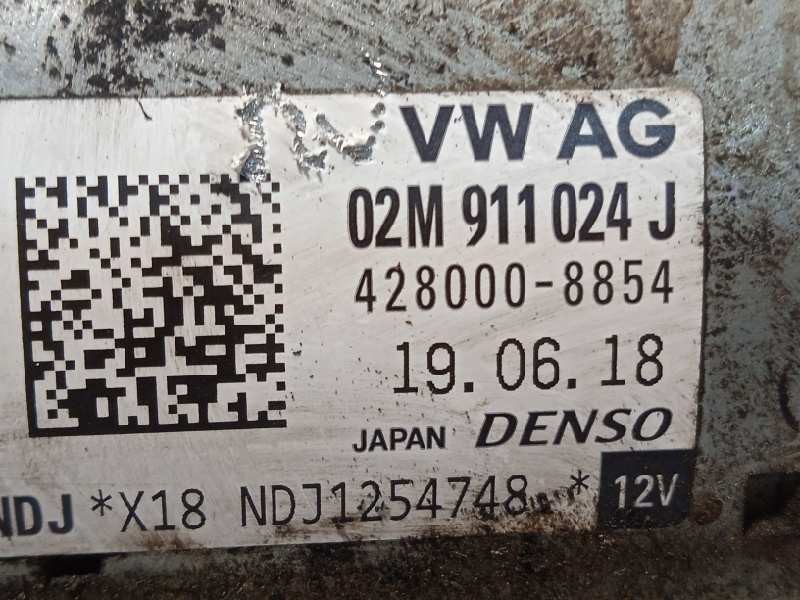 VW AG
02M 911 024 J
428000-8854
19.06.18
JAPAN DENSO
NDJ *X18 NDJ1254748 * 12V